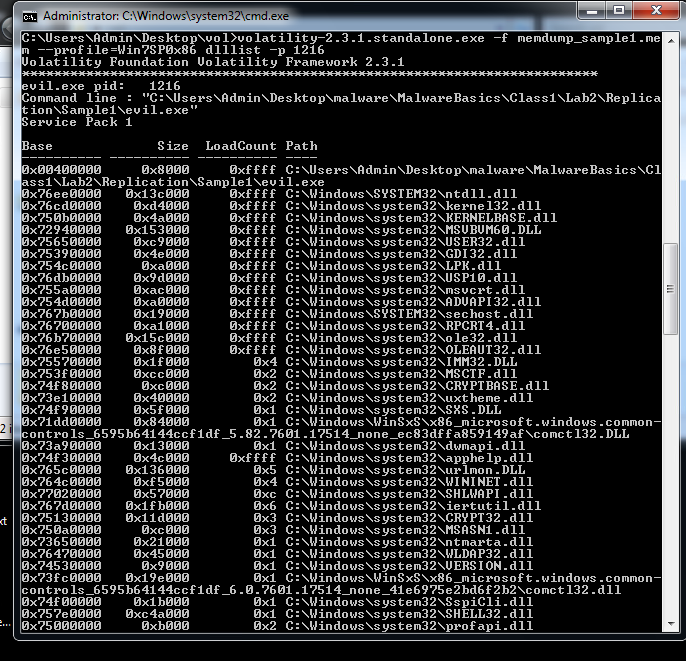 Administrator: C:\Windows\system32\cmd.exe
C:\Users\Admin\Desktop\vol>volatility-2.3.1.standalone.exe -f memdump_sample1.me
m --profile=Win7SP0x86 dlllist -p 1216
Volatility Foundation Volatility Framework 2.3.1
************************************************************************
evil.exe pid:   1216
Command line : "C:\Users\Admin\Desktop\malware\MalwareBasics\Class1\Lab2\Replica
tion\Sample1\evil.exe"
Service Pack 1
Base             Size  LoadCount Path
---------- ---------- ---------- ----
0x00400000     0x8000     0xffff C:\Users\Admin\Desktop\malware\MalwareBasics\Cl
ass1\Lab2\Replication\Sample1\evil.exe
0x76ee0000   0x13c000     0xffff C:\Windows\SYSTEM32\ntdll.dll
0x76cd0000    0xd4000     0xffff C:\Windows\system32\kernel32.dll
0x750b0000    0x4a000     0xffff C:\Windows\system32\KERNELBASE.dll
0x72940000   0x153000     0xffff C:\Windows\system32\MSVBVM60.DLL
0x75650000    0xc9000     0xffff C:\Windows\system32\USER32.dll
0x75390000    0x4e000     0xffff C:\Windows\system32\GDI32.dll
0x754c0000     0xa000     0xffff C:\Windows\system32\LPK.dll
0x76db0000    0x9d000     0xffff C:\Windows\system32\USP10.dll
0x755a0000    0xac000     0xffff C:\Windows\system32\msvcrt.dll
0x754d0000    0xa0000     0xffff C:\Windows\system32\ADVAPI32.dll
0x767b0000    0x19000     0xffff C:\Windows\SYSTEM32\sechost.dll
0x76700000    0xa1000     0xffff C:\Windows\system32\RPCRT4.dll
0x76b70000   0x15c000     0xffff C:\Windows\system32\ole32.dll
0x76e50000    0x8f000     0xffff C:\Windows\system32\OLEAUT32.dll
0x75570000    0x1f000        0x4 C:\Windows\system32\IMM32.DLL
0x753f0000    0xcc000        0x2 C:\Windows\system32\MSCTF.dll
0x74f80000     0xc000        0x2 C:\Windows\system32\CRYPTBASE.dll
0x73e10000    0x40000        0x2 C:\Windows\system32\uxtheme.dll
0x74f90000    0x5f000        0x1 C:\Windows\system32\SXS.DLL
0x71dd0000    0x84000        0x1 C:\Windows\WinSxS\x86_microsoft.windows.common-
controls_6595b64144ccf1df_5.82.7601.17514_none_ec83dffa859149af\comctl32.DLL
0x73a90000    0x13000        0x1 C:\Windows\system32\dwmapi.dll
0x74f30000    0x4c000     0xffff C:\Windows\system32\apphelp.dll
0x765c0000   0x136000        0x5 C:\Windows\system32\urlmon.DLL
0x764c0000    0xf5000        0x4 C:\Windows\system32\WININET.dll
0x77020000    0x57000        0xc C:\Windows\system32\SHLWAPI.dll
0x767d0000   0x1fb000        0x6 C:\Windows\system32\iertutil.dll
0x75130000   0x11d000        0x3 C:\Windows\system32\CRYPT32.dll
0x750a0000     0xc000        0x3 C:\Windows\system32\MSASN1.dll
0x73650000    0x21000        0x1 C:\Windows\system32\ntmarta.dll
0x76470000    0x45000        0x1 C:\Windows\system32\WLDAP32.dll
0x74530000     0x9000        0x1 C:\Windows\system32\VERSION.dll
0x73fc0000   0x19e000        0x1 C:\Windows\WinSxS\x86_microsoft.windows.common-
controls_6595b64144ccf1df_6.0.7601.17514_none_41e6975e2bd6f2b2\comctl32.dll
0x74f00000    0x1b000        0x1 C:\Windows\system32\SspiCli.dll
0x757e0000   0xc4a000        0x1 C:\Windows\system32\SHELL32.dll
0x75000000     0xb000        0x2 C:\Windows\system32\profapi.dll